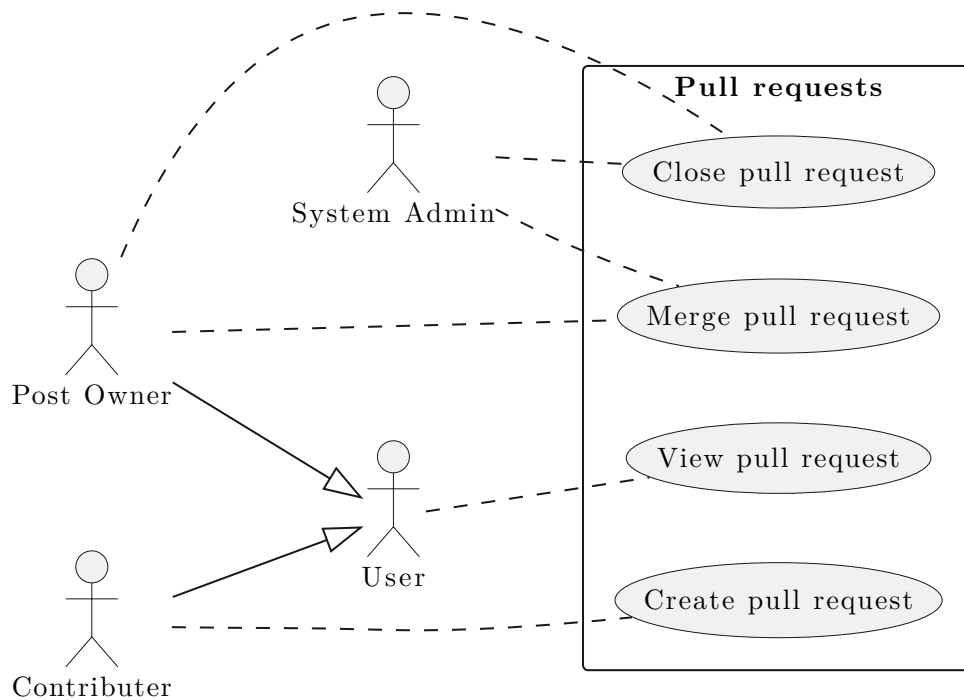 Pull requests
Close pull request
System Admin
Merge pull request
Post Owner
View pull request
User
Create pull request
Contributer